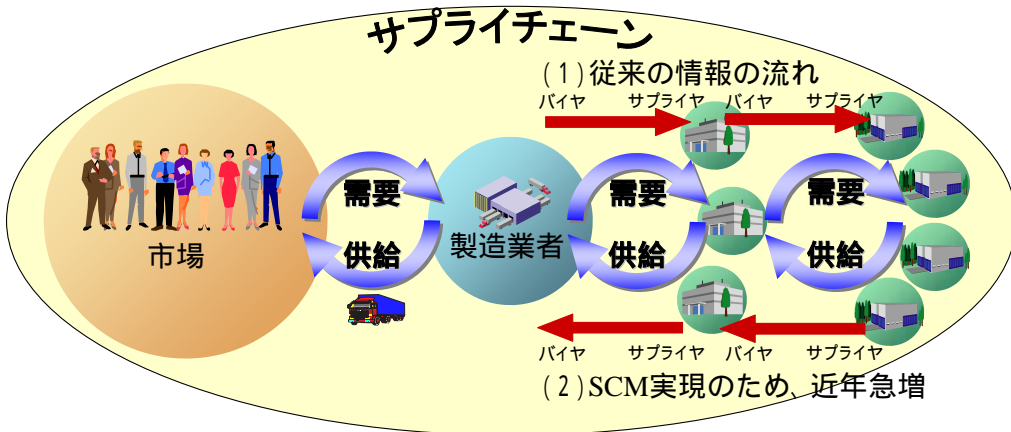 サプライチェーン
(1)従来の情報の流れ
バイヤ サプライヤ バイヤ サプライヤ
需要 需要 需要
市場 供給 製造業者 供給 供給
バイヤ サプライヤ バイヤ サプライヤ
(2)SCM実現のため、近年急増